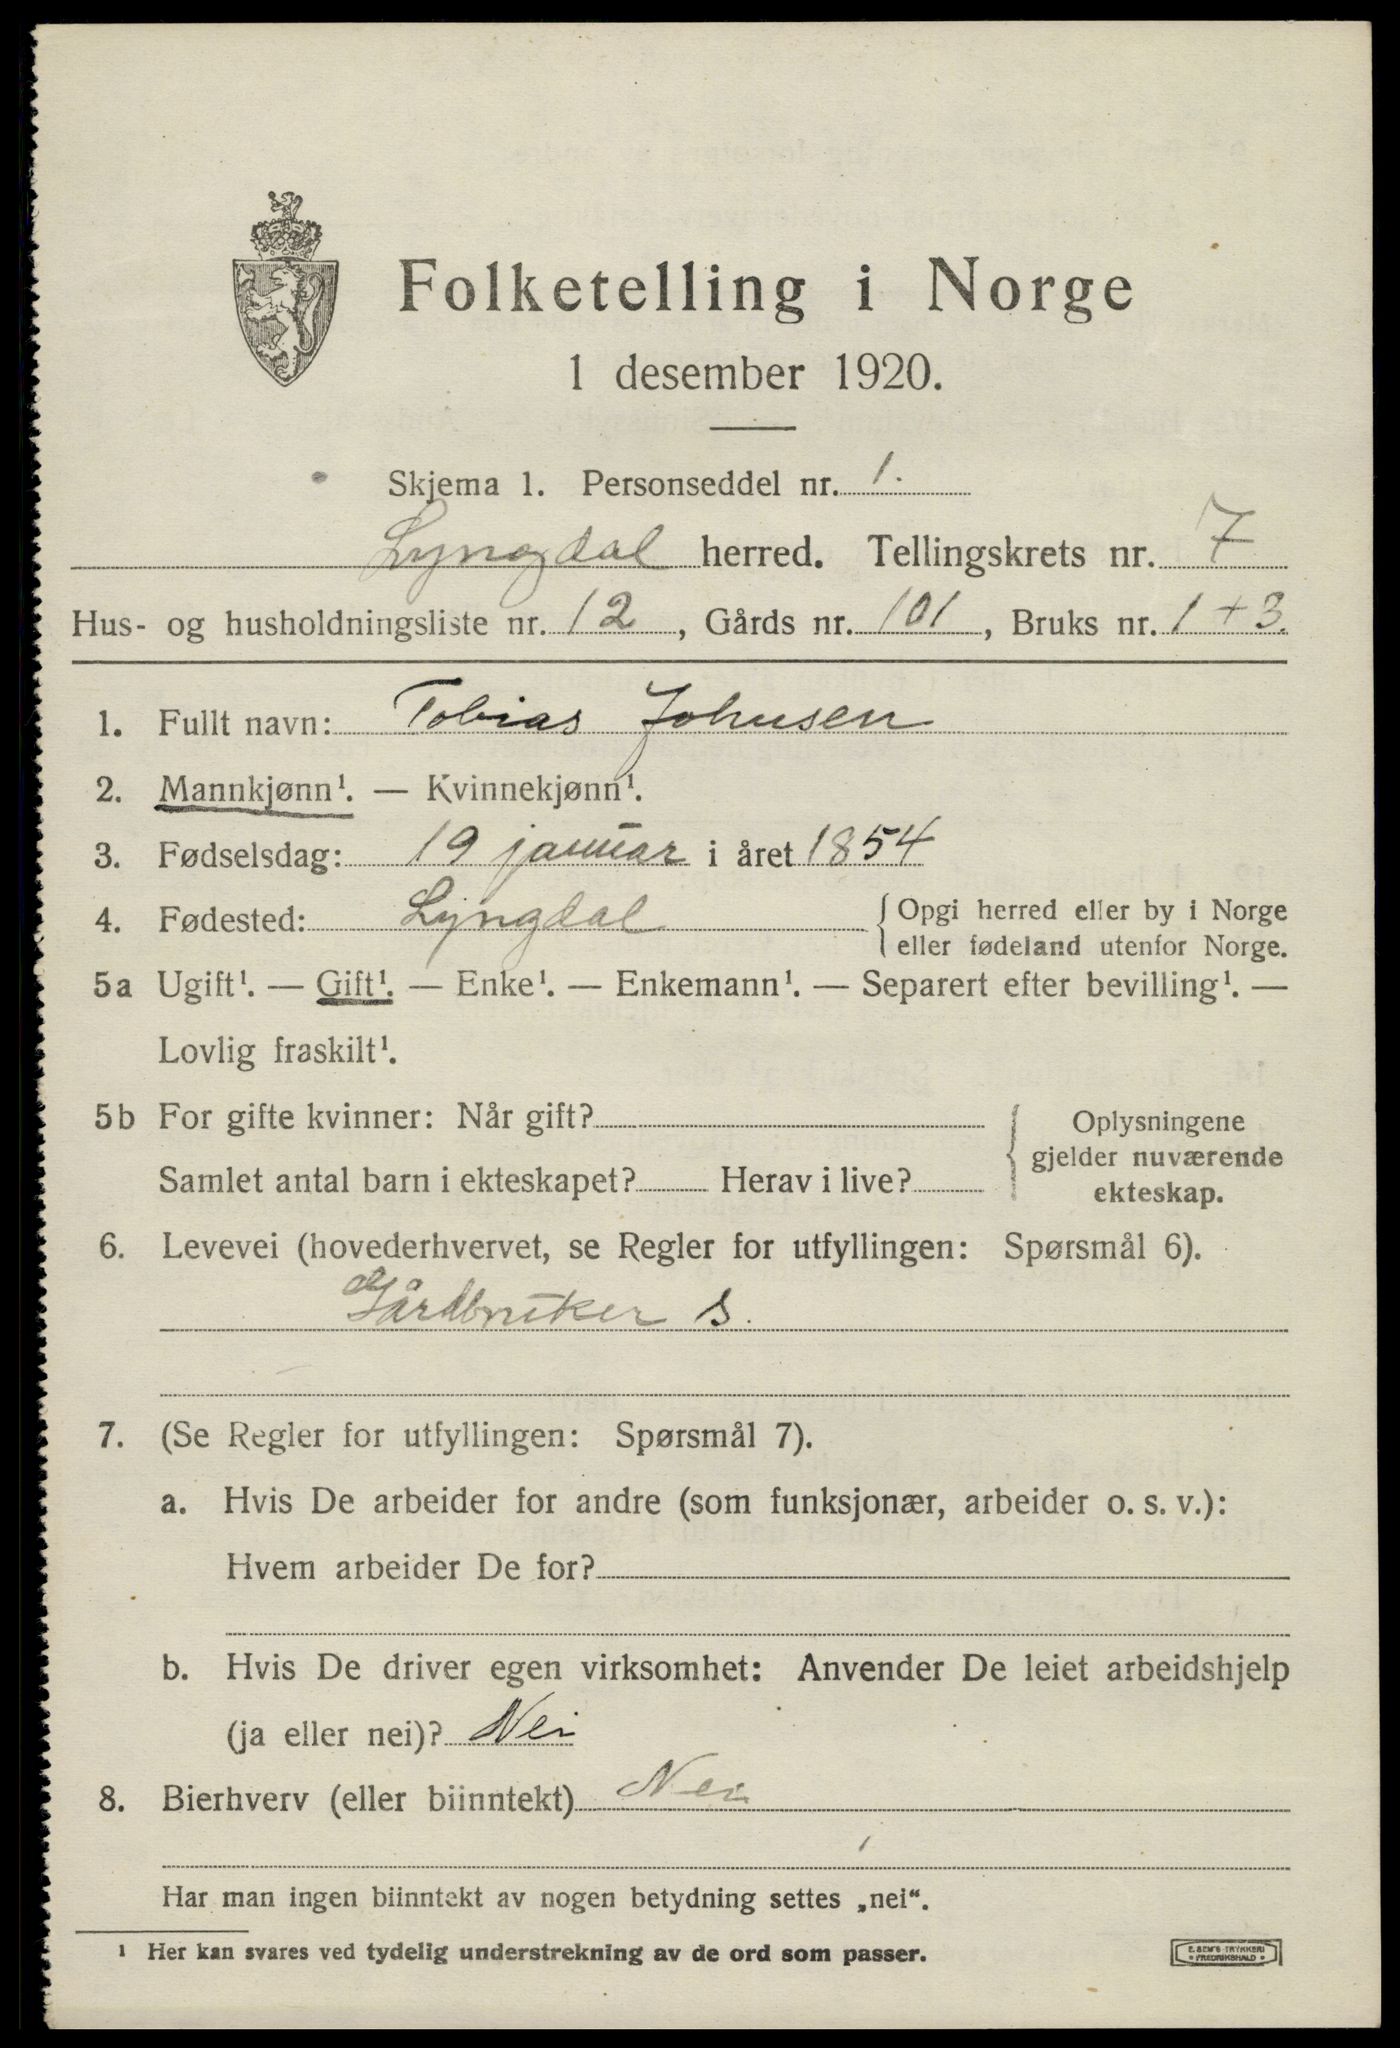 Folketelling i Norge
1 desember 1920.
Skjema 1. Personseddel nr. 1.
Lyngdal herred. Tellingskrets nr. 7
Hus- og husholdningsliste nr. 12, Gårds nr. 101, Bruks nr. 1 + 3.
1. Fullt navn: Tobias Johnsen
2. Mannkjønn¹. — Kvinnekjønn¹.
3. Fødselsdag: 19 januar i året 1854
4. Fødested: Lyngdal { Opgi herred eller by i Norge
eller fødeland utenfor Norge.
5a Ugift¹. — Gift¹. — Enke¹. — Enkemann¹. — Separert efter bevilling¹. —
Lovlig fraskilt¹.
5b For gifte kvinner: Når gift? { Oplysningene
gjelder nuværende
Samlet antal barn i ekteskapet? Herav i live?
ekteskap.
6. Levevei (hovederhvervet, se Regler for utfyllingen: Spørsmål 6).
Gårdbruker S.
7. (Se Regler for utfyllingen: Spørsmål 7).
a. Hvis De arbeider for andre (som funksjonær, arbeider o. s. v.):
Hvem arbeider De for?
b. Hvis De driver egen virksomhet: Anvender De leiet arbeidshjelp
(ja eller nei)? Nei
8. Bierhverv (eller biinntekt) Nei
Har man ingen biinntekt av nogen betydning settes „nei“.
¹ Her kan svares ved tydelig understrekning av de ord som passer.
E. SEM'S TRYKKERI
• FREDRIKSHALD •